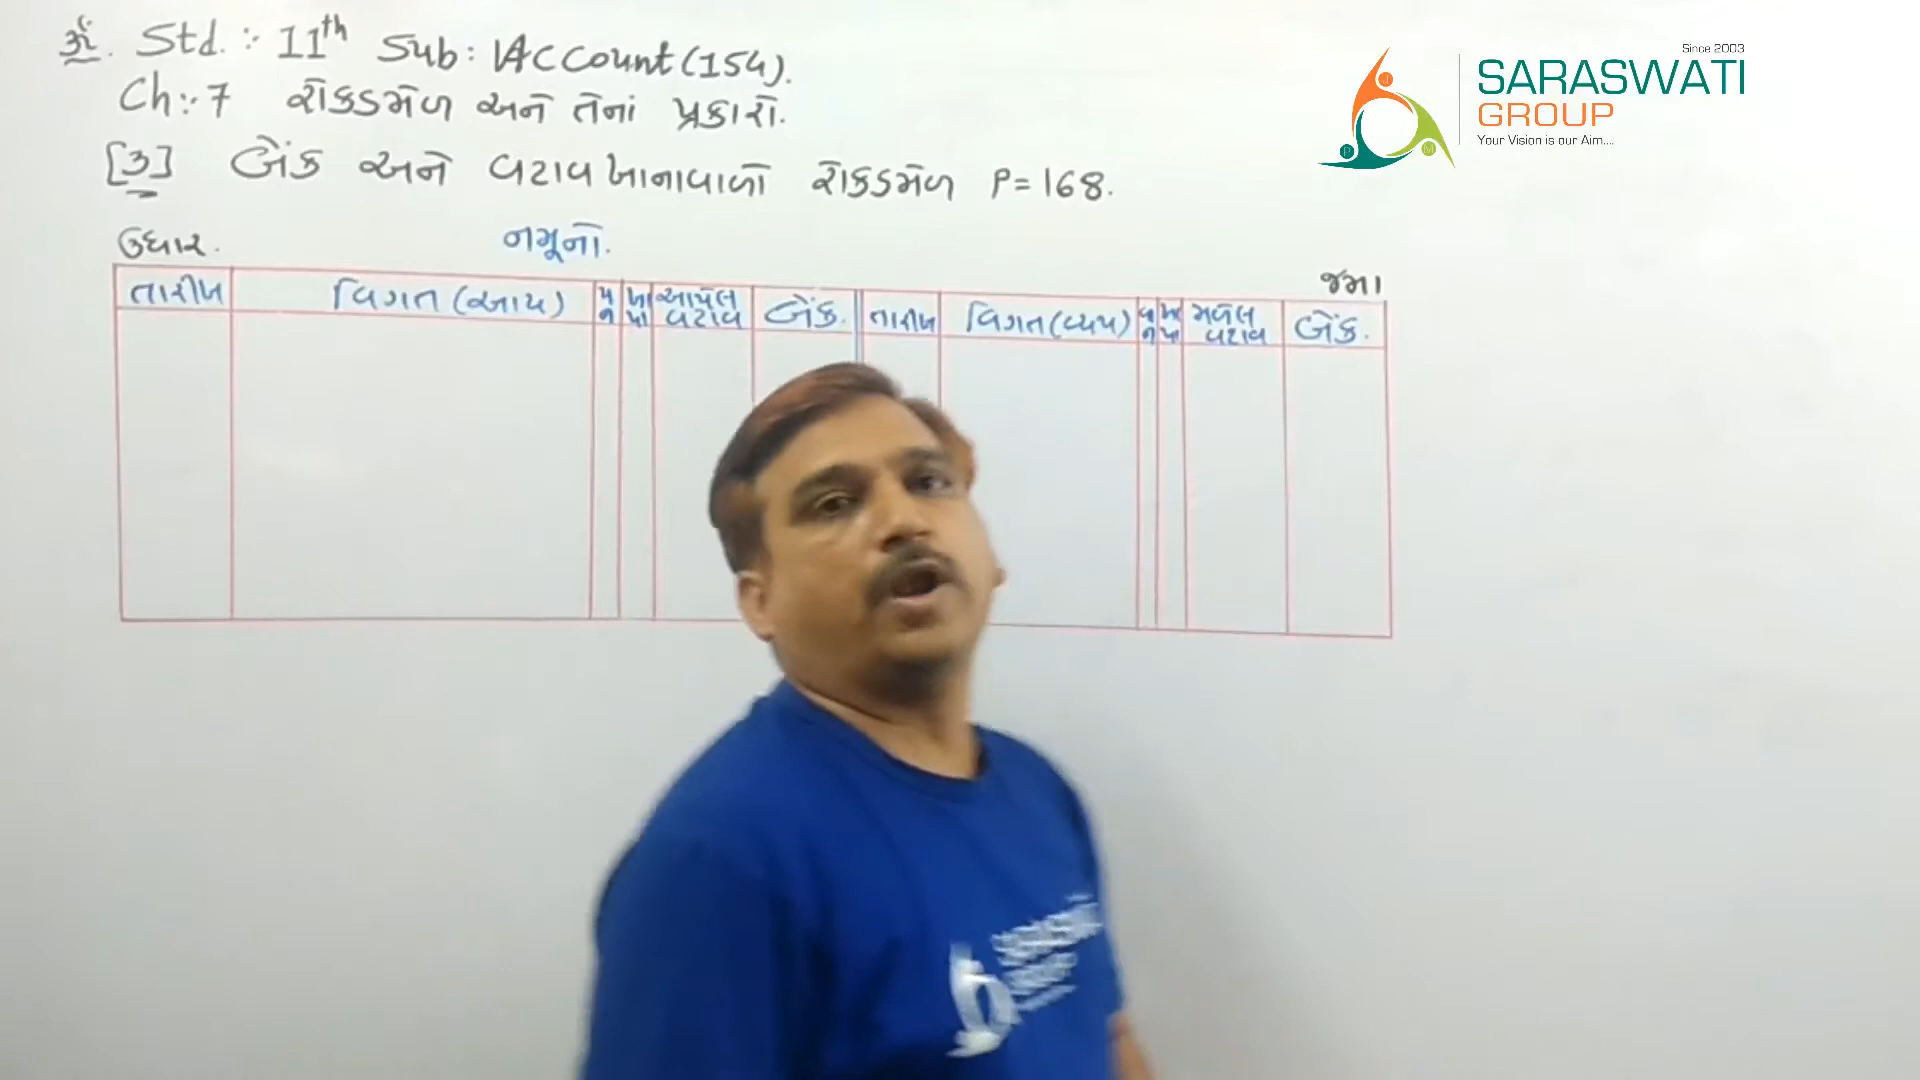 ૐ. Std. :- 11th Sub : Account (154).
Ch :- 7 રોકડમેળ અને તેનાં પ્રકારો.
[3] બેંક અને વટાવખાનાવાળો રોકડમેળ P=168.
ઉધાર. નમૂનો. જમા
તારીખ વિગત (આવક) પા.નં ખા.પા આપેલ વટાવ બેંક. તારીખ વિગત (વ્યય) પા.નં ખા.પા મળેલ વટાવ બેંક.
Since 2003
SARASWATI
GROUP
Your Vision is our Aim....